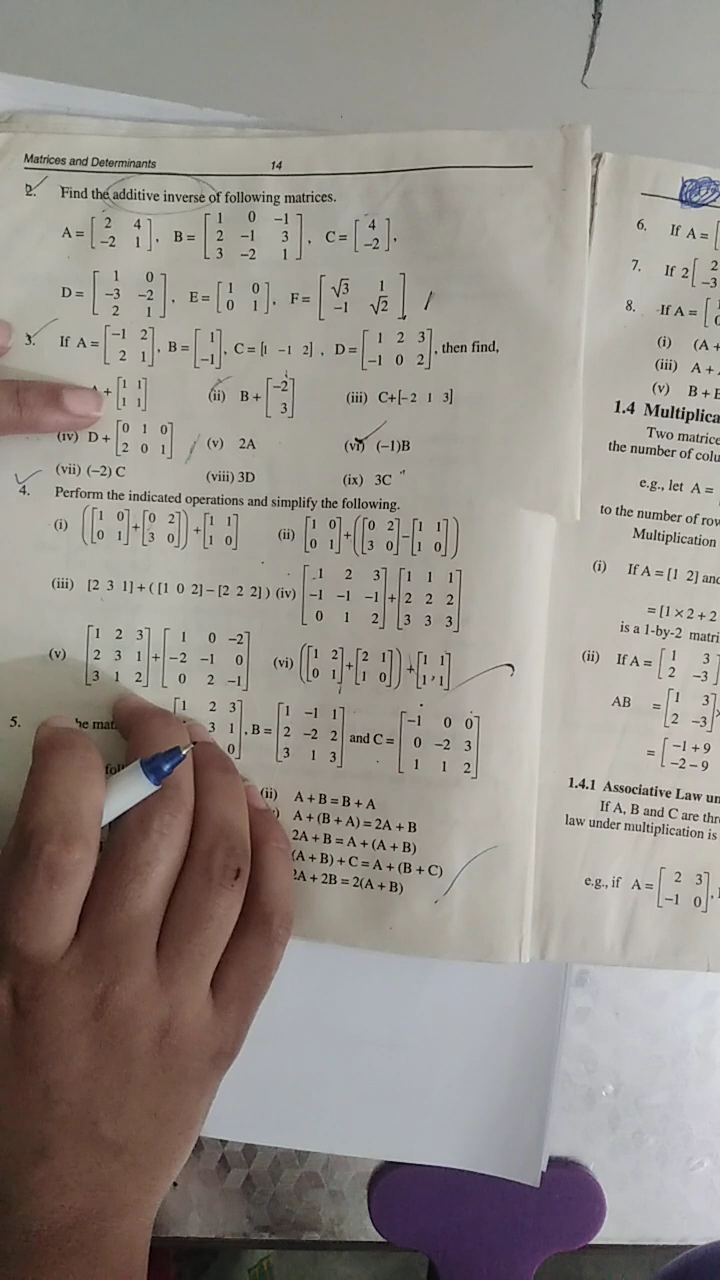 Matrices and Determinants 14
2. Find the additive inverse of following matrices.
A = [2 4; -2 1], B = [1 0 -1; 2 -1 3; 3 -2 1], C = [4; -2],
D = [1 0; -3 -2; 2 1], E = [1 0; 0 1], F = [√3 1; -1 √2]
3. If A = [-1 2; 2 1], B = [1; -1], C = [1 -1 2], D = [1 2 3; -1 0 2], then find,
+ [1 1; 1 1] (ii) B + [-2; 3] (iii) C+[-2 1 3]
(iv) D + [0 1 0; 2 0 1] (v) 2A (vi) (-1)B
(vii) (-2) C (viii) 3D (ix) 3C
4. Perform the indicated operations and simplify the following.
(i) ([1 0; 0 1] + [0 2; 3 0]) + [1 1; 1 0] (ii) [1 0; 0 1] + ([0 2; 3 0] - [1 1; 1 0])
(iii) [2 3 1] + ([1 0 2] - [2 2 2]) (iv) [1 2 3; -1 -1 -1; 0 1 2] + [1 1 1; 2 2 2; 3 3 3]
(v) [1 2 3; 2 3 1; 3 1 2] + [1 0 -2; -2 -1 0; 0 2 -1] (vi) ([1 2; 0 1] + [2 1; 1 0]) + [1 1; 1 1]
5. he mat [1 2 3; 3 1; 0], B = [1 -1 1; 2 -2 2; 3 1 3] and C = [-1 0 0; 0 -2 3; 1 1 2]
foll
(ii) A + B = B + A
) A + (B + A) = 2A + B
2A + B = A + (A + B)
(A + B) + C = A + (B + C)
2A + 2B = 2(A + B)
6. If A = [
7. If 2 [2; -3
8. If A = [
(i) (A +
(iii) A +
(v) B + E
1.4 Multiplica
Two matrice
the number of colu
e.g., let A =
to the number of rov
Multiplication
(i) If A = [1 2] and
= [1 × 2 + 2
is a 1-by-2 matri
(ii) If A = [1 3; 2 -3]
AB = [1 3; 2 -3] ×
= [-1 + 9; -2 - 9
1.4.1 Associative Law un
If A, B and C are thr
law under multiplication is
e.g., if A = [2 3; -1 0],